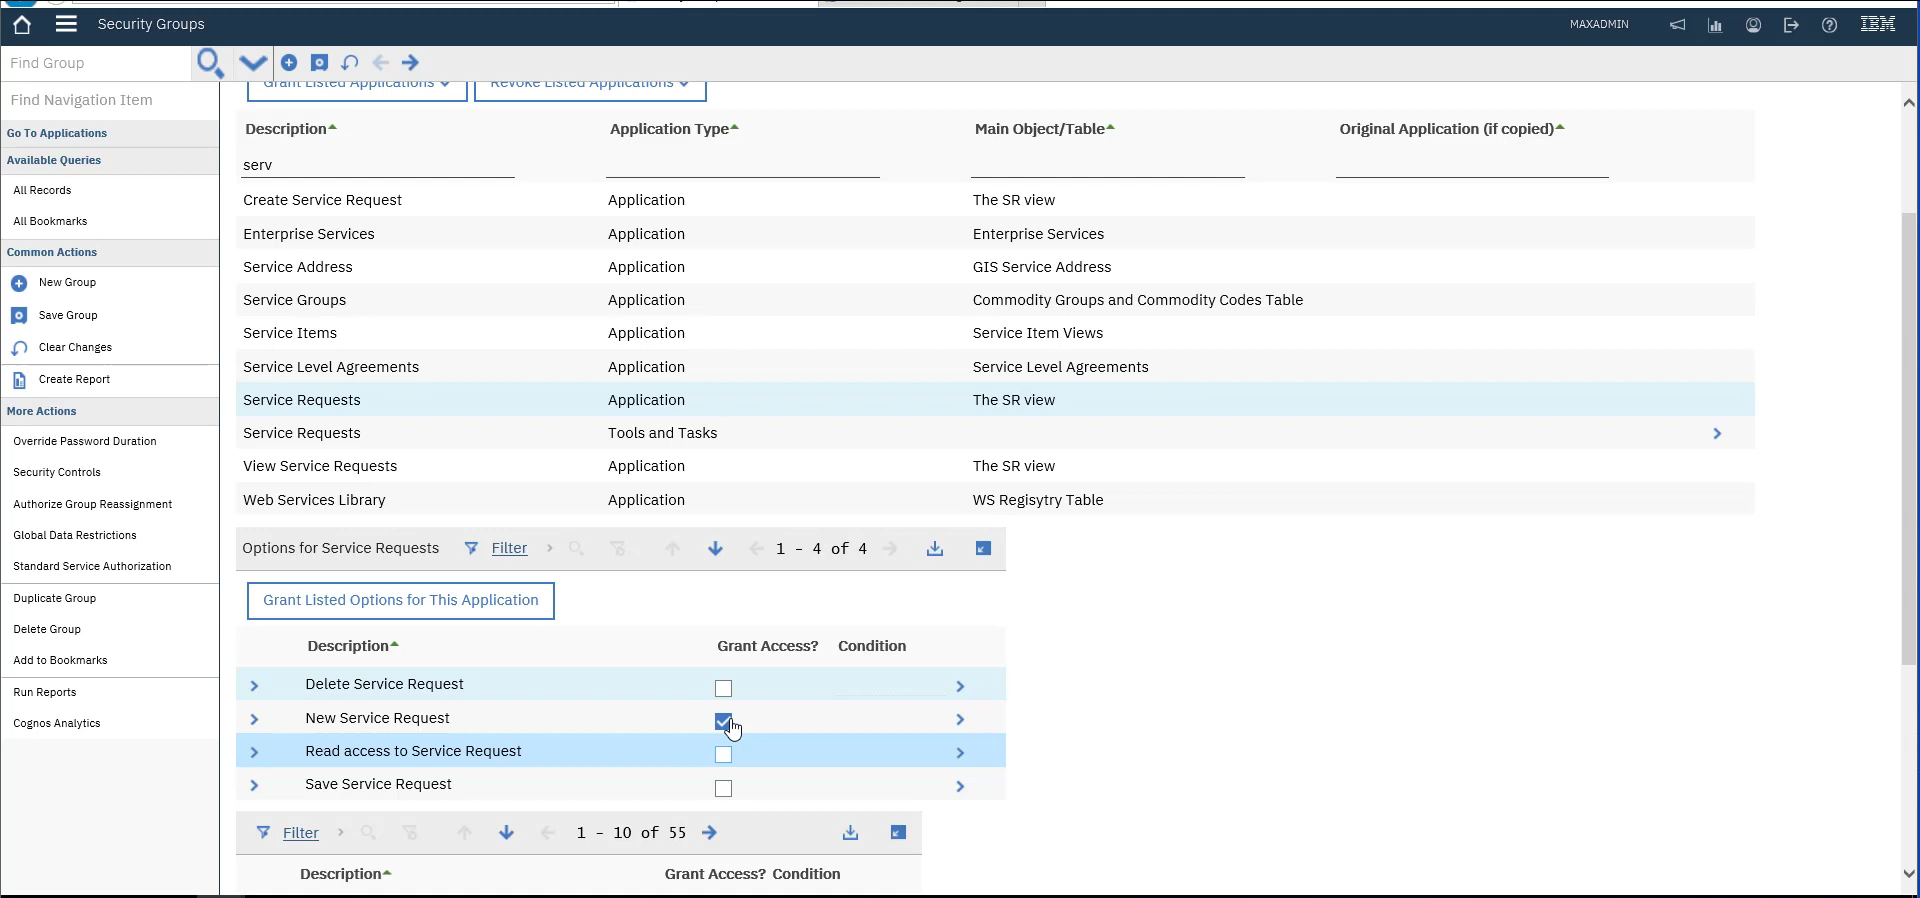 Security Groups
MAXADMIN
IBM
Find Group
Find Navigation Item
Go To Applications
Available Queries
All Records
All Bookmarks
Common Actions
New Group
Save Group
Clear Changes
Create Report
More Actions
Override Password Duration
Security Controls
Authorize Group Reassignment
Global Data Restrictions
Standard Service Authorization
Duplicate Group
Delete Group
Add to Bookmarks
Run Reports
Cognos Analytics
Grant Listed Applications Revoke Listed Applications
Description Application Type Main Object/Table Original Application (if copied)
serv
Create Service Request Application The SR view
Enterprise Services Application Enterprise Services
Service Address Application GIS Service Address
Service Groups Application Commodity Groups and Commodity Codes Table
Service Items Application Service Item Views
Service Level Agreements Application Service Level Agreements
Service Requests Application The SR view
Service Requests Tools and Tasks
View Service Requests Application The SR view
Web Services Library Application WS Regisytry Table
Options for Service Requests Filter 1 - 4 of 4
Grant Listed Options for This Application
Description Grant Access? Condition
Delete Service Request
New Service Request
Read access to Service Request
Save Service Request
Filter 1 - 10 of 55
Description Grant Access? Condition